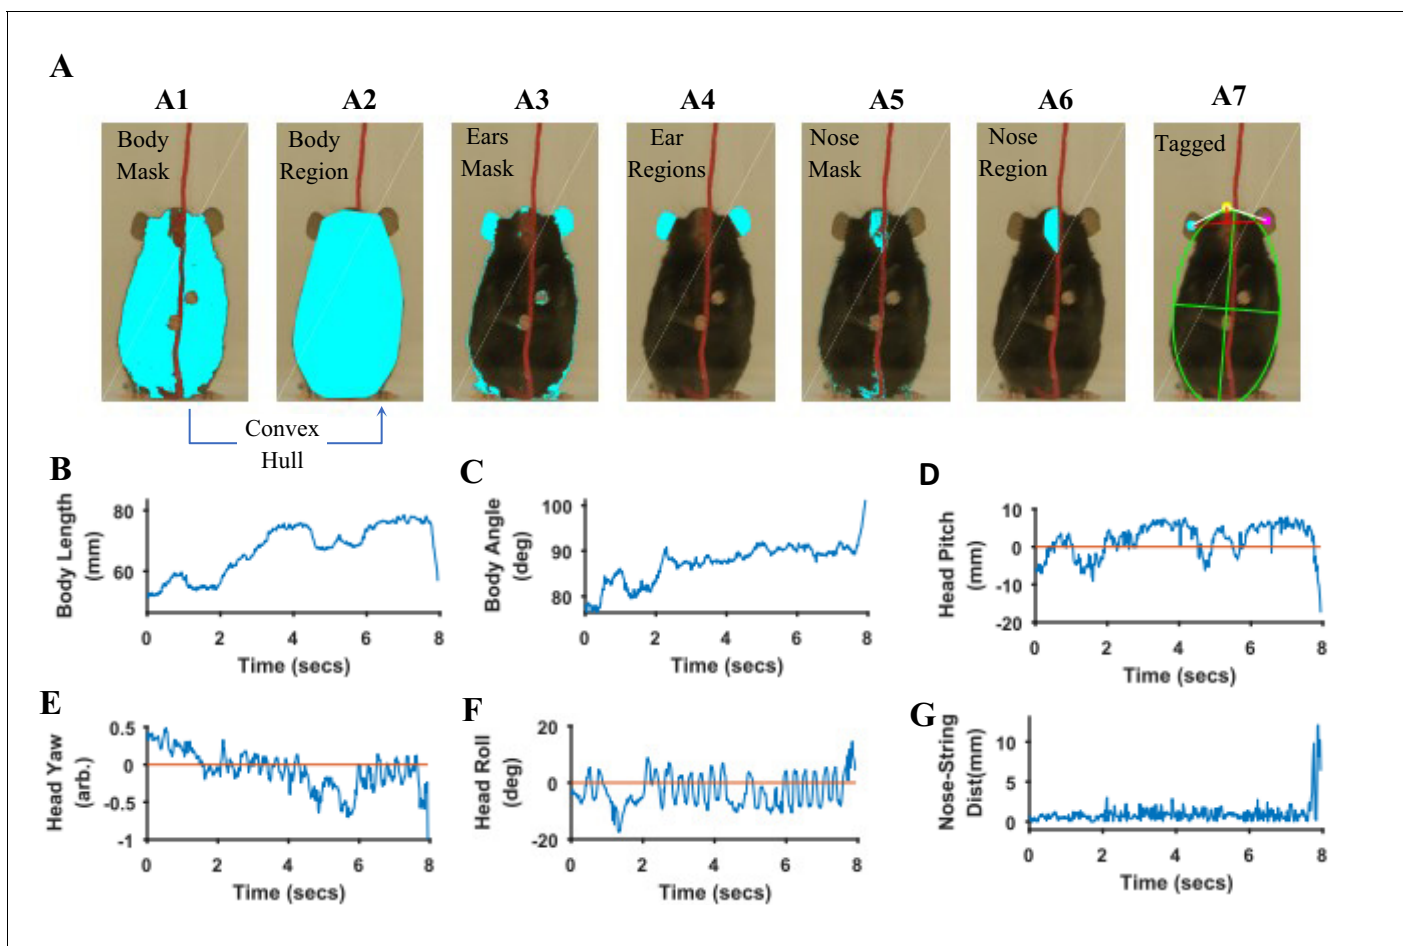 A
A1 A2 A3 A4 A5 A6 A7
Body Mask
Body Region
Ears Mask
Ear Regions
Nose Mask
Nose Region
Tagged
Convex
Hull
B
Body Length
(mm)
80
60
0 2 4 6 8
Time (secs)
C
Body Angle
(deg)
100
90
80
0 2 4 6 8
Time (secs)
D
Head Pitch
(mm)
10
0
-10
-20
0 2 4 6 8
Time (secs)
E
Head Yaw
(arb.)
0.5
0
-0.5
-1
0 2 4 6 8
Time (secs)
F
Head Roll
(deg)
20
0
-20
0 2 4 6 8
Time (secs)
G
Nose-String
Dist(mm)
10
5
0
0 2 4 6 8
Time (secs)